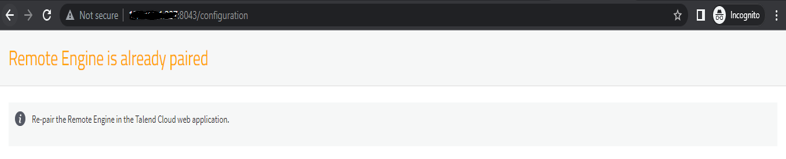 Not secure :8043/configuration Incognito
Remote Engine is already paired
Re-pair the Remote Engine in the Talend Cloud web application.